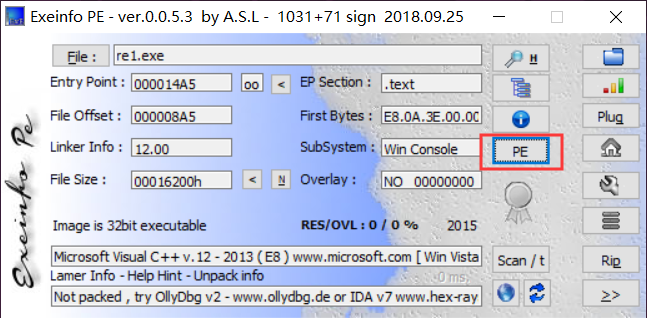 Exeinfo PE - ver.0.0.5.3 by A.S.L - 1031+71 sign 2018.09.25
File : re1.exe H
Entry Point : 000014A5 oo < EP Section : .text
File Offset : 000008A5 First Bytes : E8.0A.3E.00.0C Plug
Linker Info : 12.00 SubSystem : Win Console PE
File Size : 00016200h < N Overlay : NO 00000000
Image is 32bit executable RES/OVL : 0 / 0 % 2015
Microsoft Visual C++ v.12 - 2013 ( E8 ) www.microsoft.com [ Win Vista Scan / t Rip
Lamer Info - Help Hint - Unpack info 0 ms.
Not packed , try OllyDbg v2 - www.ollydbg.de or IDA v7 www.hex-ray >>
Exeinfo Pe